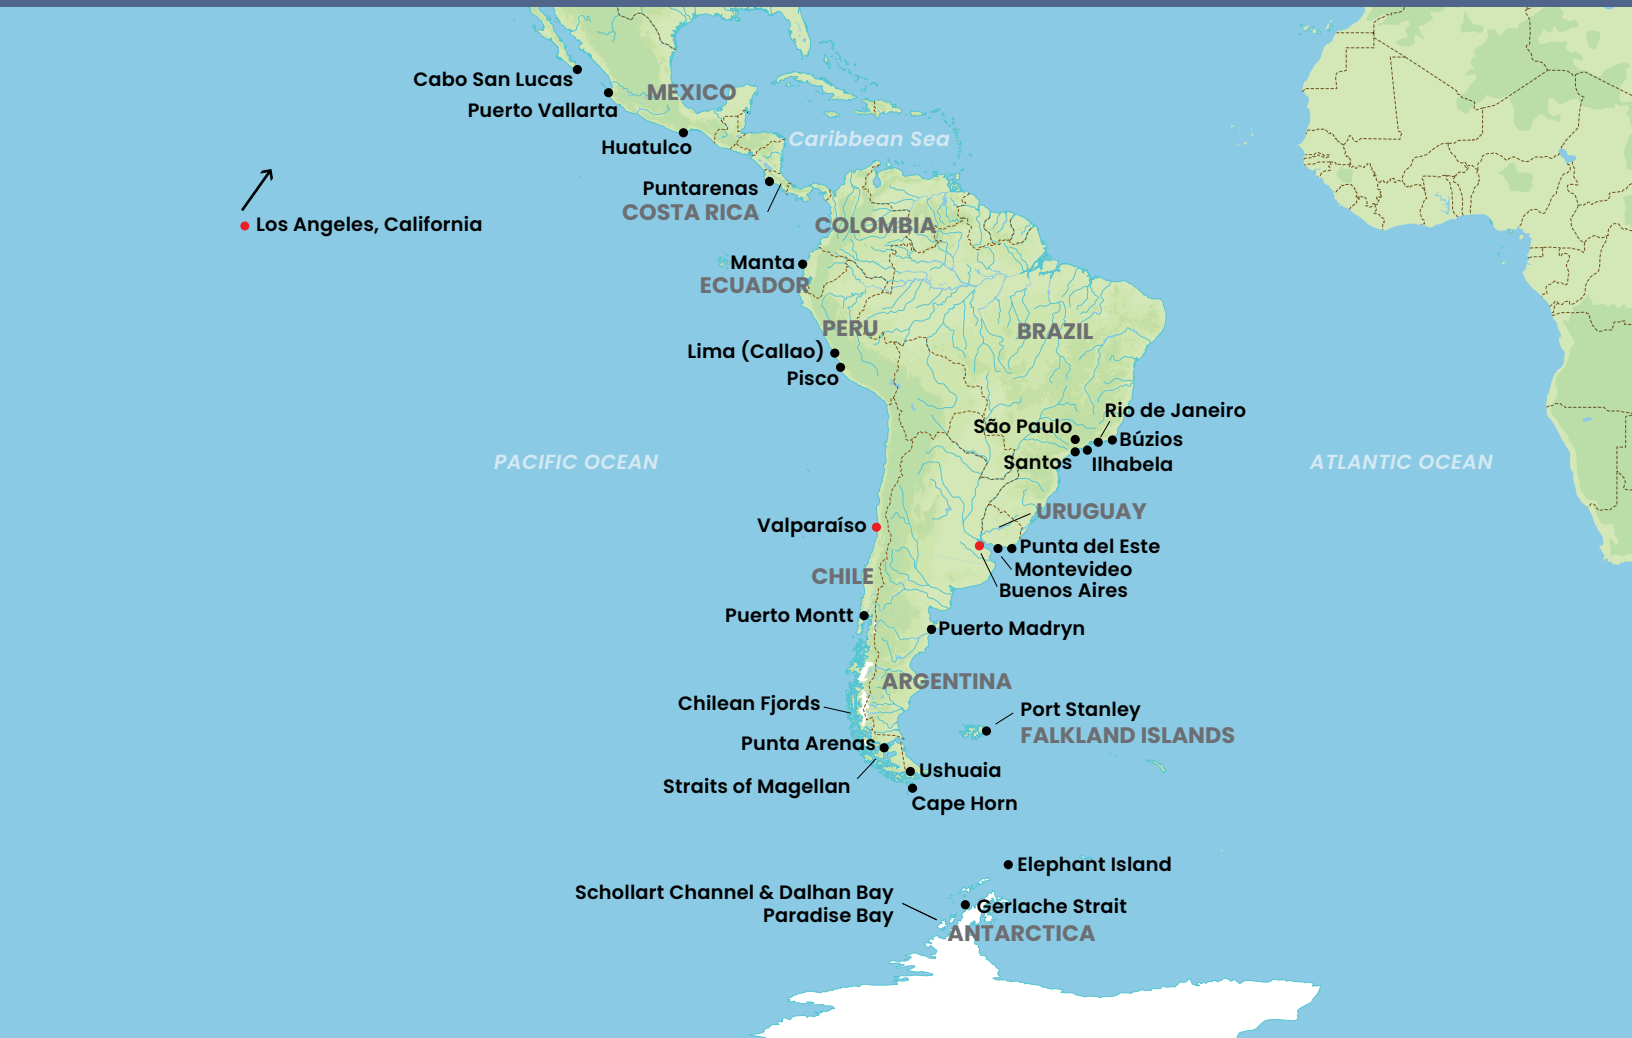 Cabo San Lucas
MEXICO
Puerto Vallarta
Caribbean Sea
Huatulco
Puntarenas
COSTA RICA
Los Angeles, California
COLOMBIA
Manta
ECUADOR
PERU
BRAZIL
Lima (Callao)
Pisco
Rio de Janeiro
São Paulo
Búzios
Santos
Ilhabela
PACIFIC OCEAN
ATLANTIC OCEAN
URUGUAY
Valparaíso
Punta del Este
Montevideo
CHILE
Buenos Aires
Puerto Montt
Puerto Madryn
ARGENTINA
Chilean Fjords
Port Stanley
FALKLAND ISLANDS
Punta Arenas
Ushuaia
Straits of Magellan
Cape Horn
Elephant Island
Schollart Channel & Dalhan Bay
Paradise Bay
Gerlache Strait
ANTARCTICA